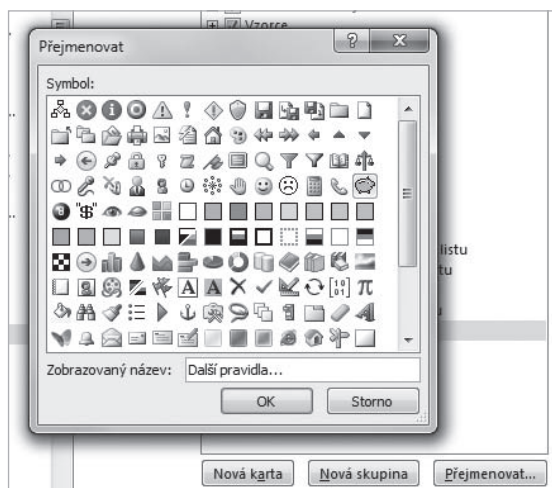 Vzorce
Přejmenovat
Symbol:
listu
tu
Zobrazovaný název: Další pravidla...
OK Storno
Nová karta Nová skupina Přejmenovat...